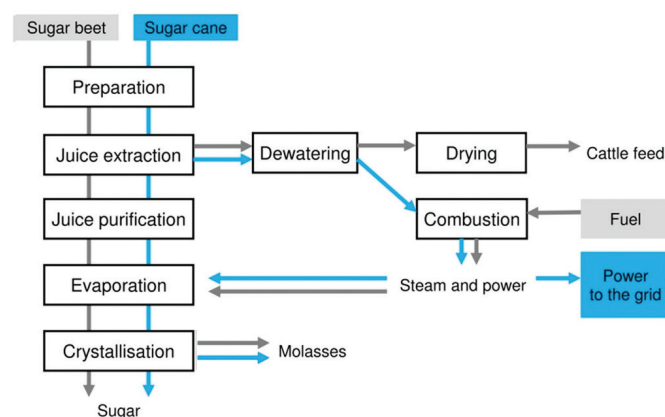 Sugar beet
Sugar cane
Preparation
Juice extraction
Dewatering
Drying
Cattle feed
Juice purification
Combustion
Fuel
Evaporation
Steam and power
Power
to the grid
Crystallisation
Molasses
Sugar